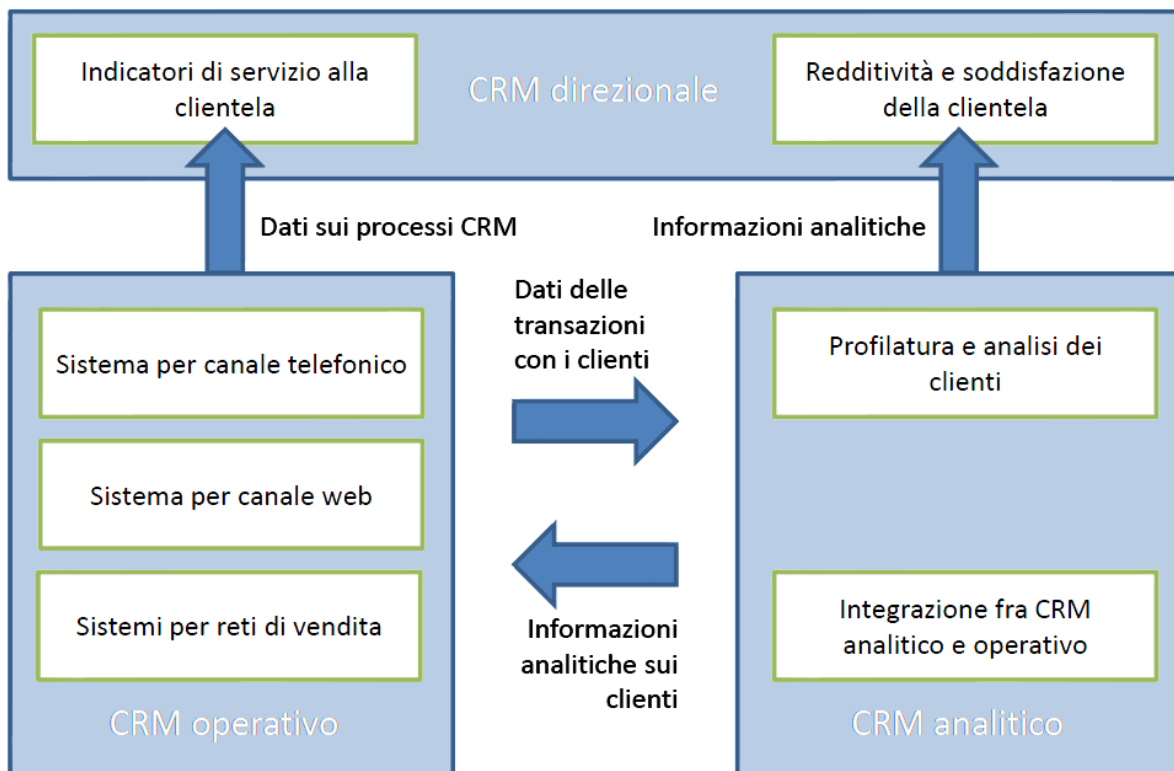 Indicatori di servizio alla
clientela
CRM direzionale
Redditività e soddisfazione
della clientela
Dati sui processi CRM
Informazioni analitiche
Sistema per canale telefonico
Sistema per canale web
Sistemi per reti di vendita
CRM operativo
Dati delle
transazioni
con i clienti
Informazioni
analitiche sui
clienti
Profilatura e analisi dei
clienti
Integrazione fra CRM
analitico e operativo
CRM analitico